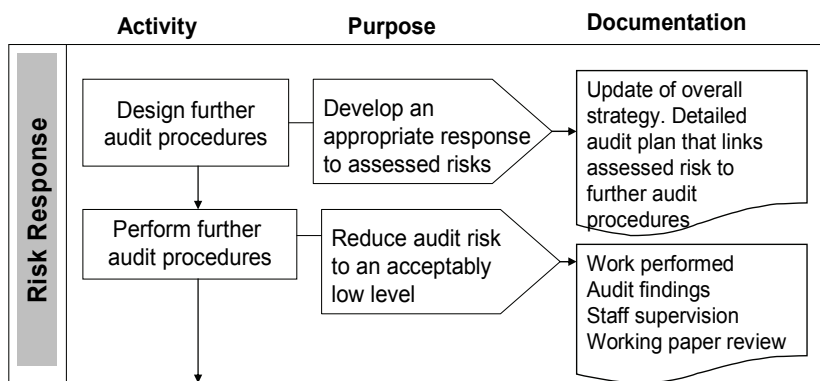 Activity
Purpose
Documentation
Risk Response
Design further
audit procedures
Develop an
appropriate response
to assessed risks
Update of overall
strategy. Detailed
audit plan that links
assessed risk to
further audit
procedures
Perform further
audit procedures
Reduce audit risk
to an acceptably
low level
Work performed
Audit findings
Staff supervision
Working paper review